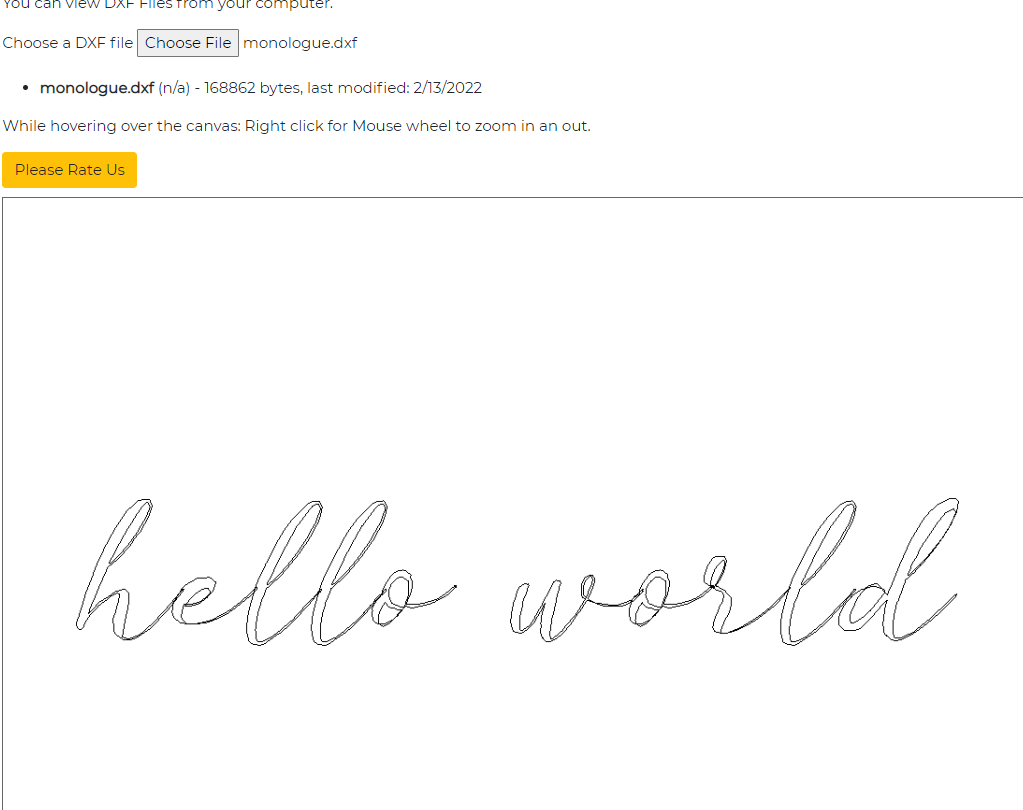 You can view DXF Files from your computer.
Choose a DXF file Choose File monologue.dxf
monologue.dxf (n/a) - 168862 bytes, last modified: 2/13/2022
While hovering over the canvas: Right click for Mouse wheel to zoom in an out.
Please Rate Us
hello world